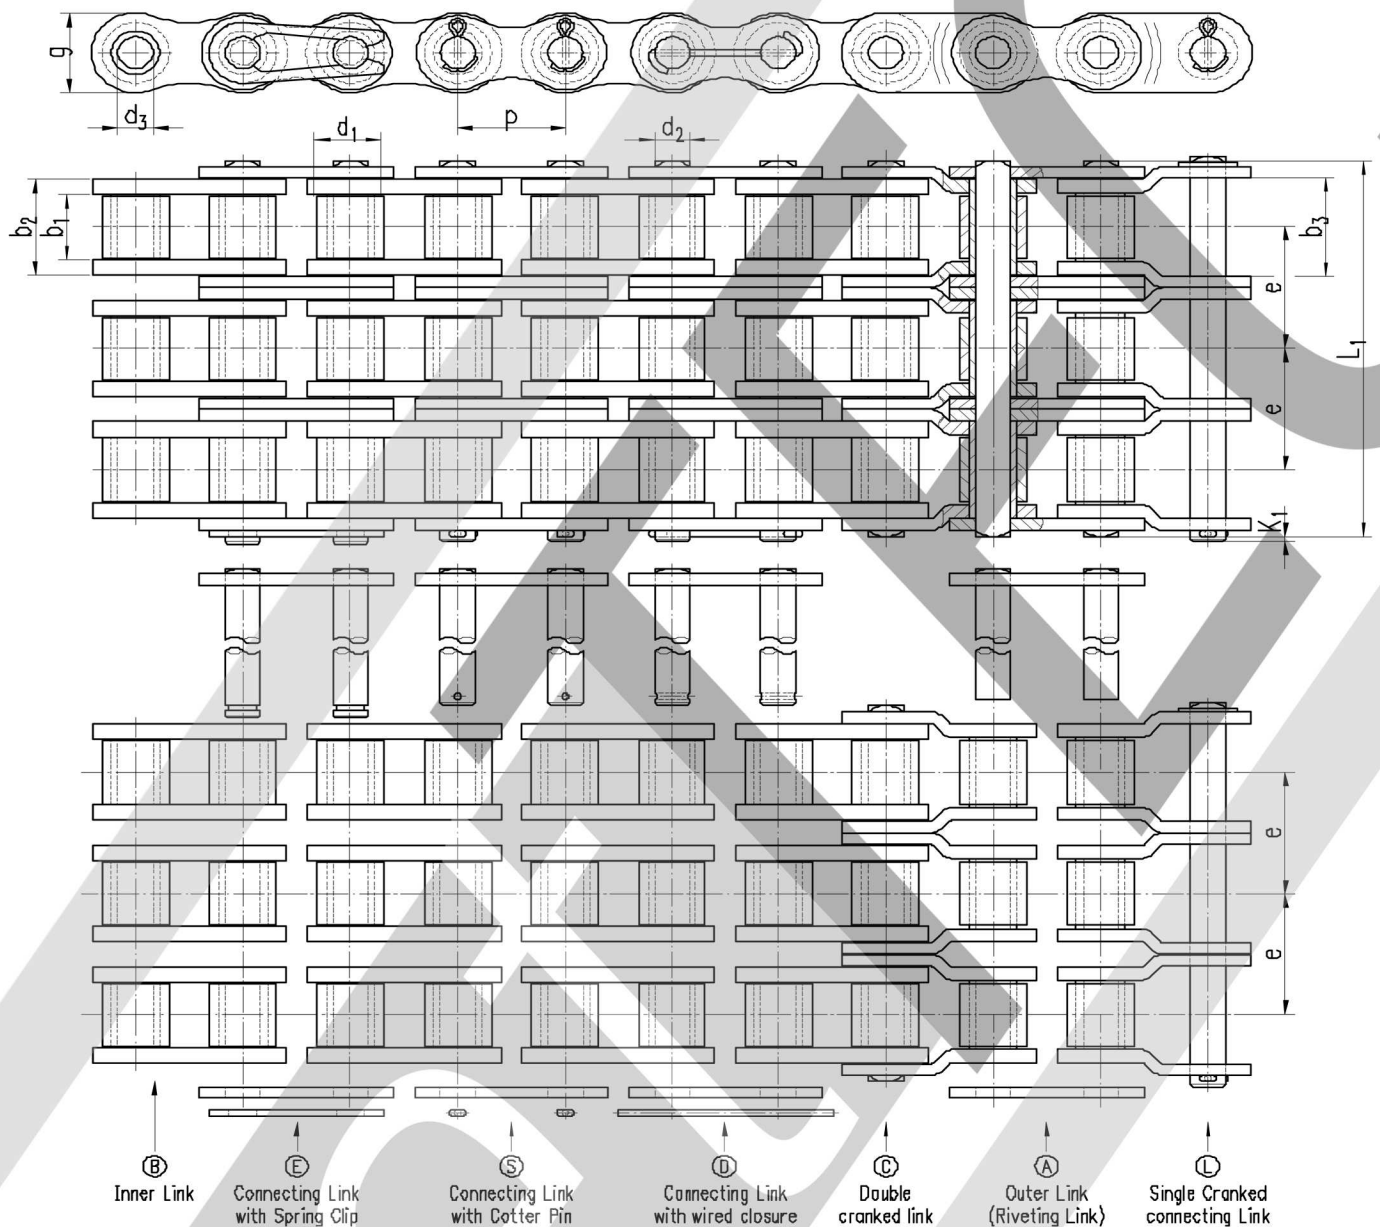 g
d3
d1
p
d2
b2
b1
b3
e
L1
e
K1
e
e
B
E
S
D
C
A
L
Inner Link
Connecting Link
with Spring Clip
Connecting Link
with Cotter Pin
Connecting Link
with wired closure
Double
cranked link
Outer Link
(Riveting Link)
Single Cranked
connecting Link